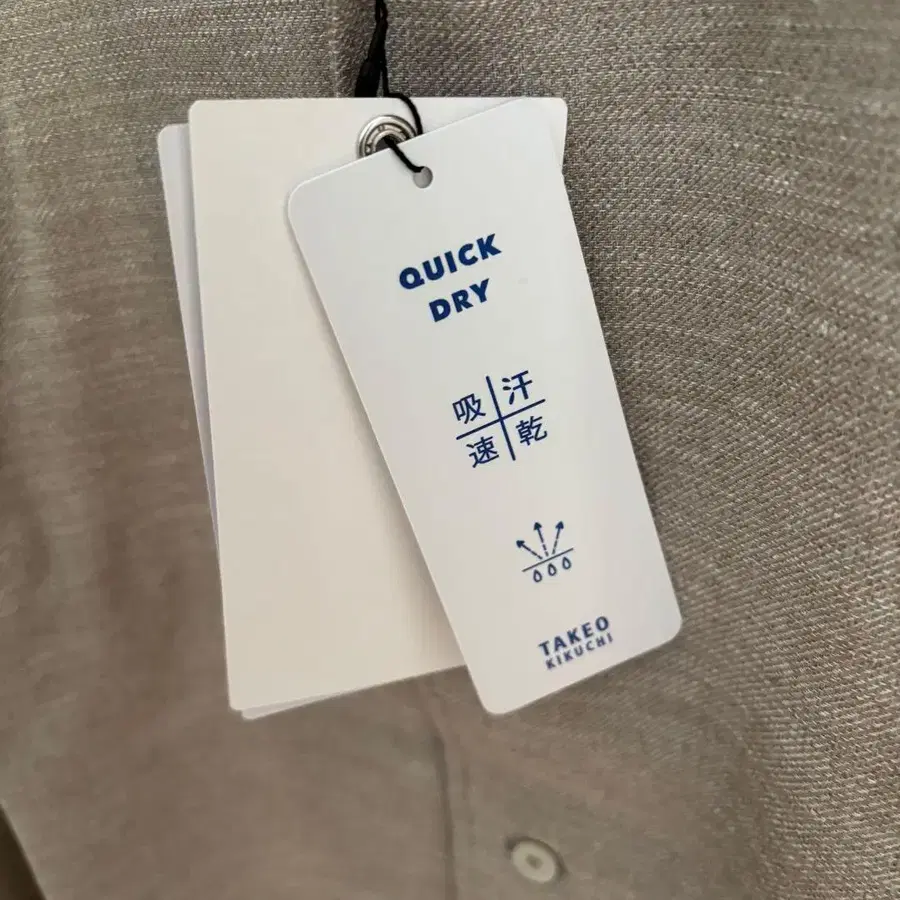 QUICK
DRY
吸汗
速乾
TAKEO
KIKUCHI